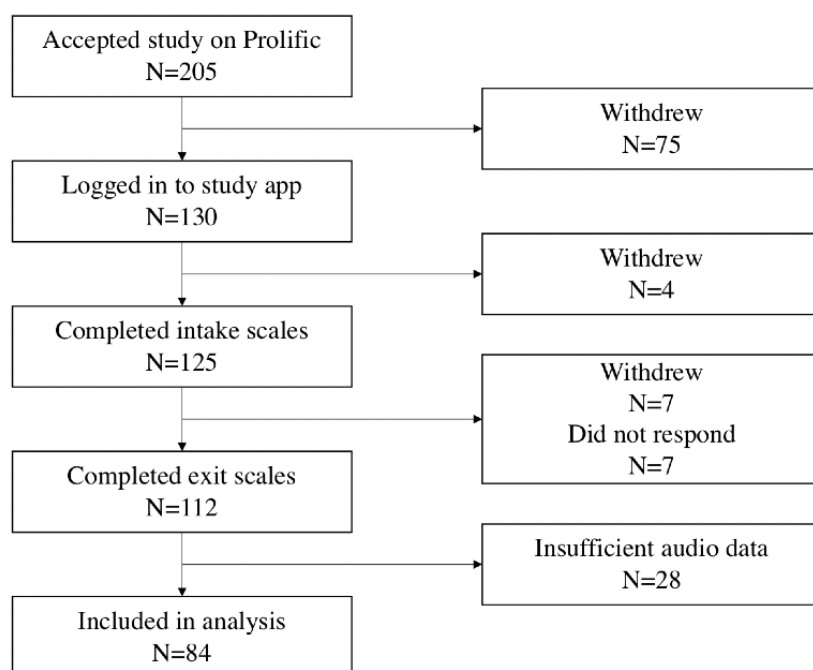 Accepted study on Prolific
N=205
Withdrew
N=75
Logged in to study app
N=130
Withdrew
N=4
Completed intake scales
N=125
Withdrew
N=7
Did not respond
N=7
Completed exit scales
N=112
Insufficient audio data
N=28
Included in analysis
N=84